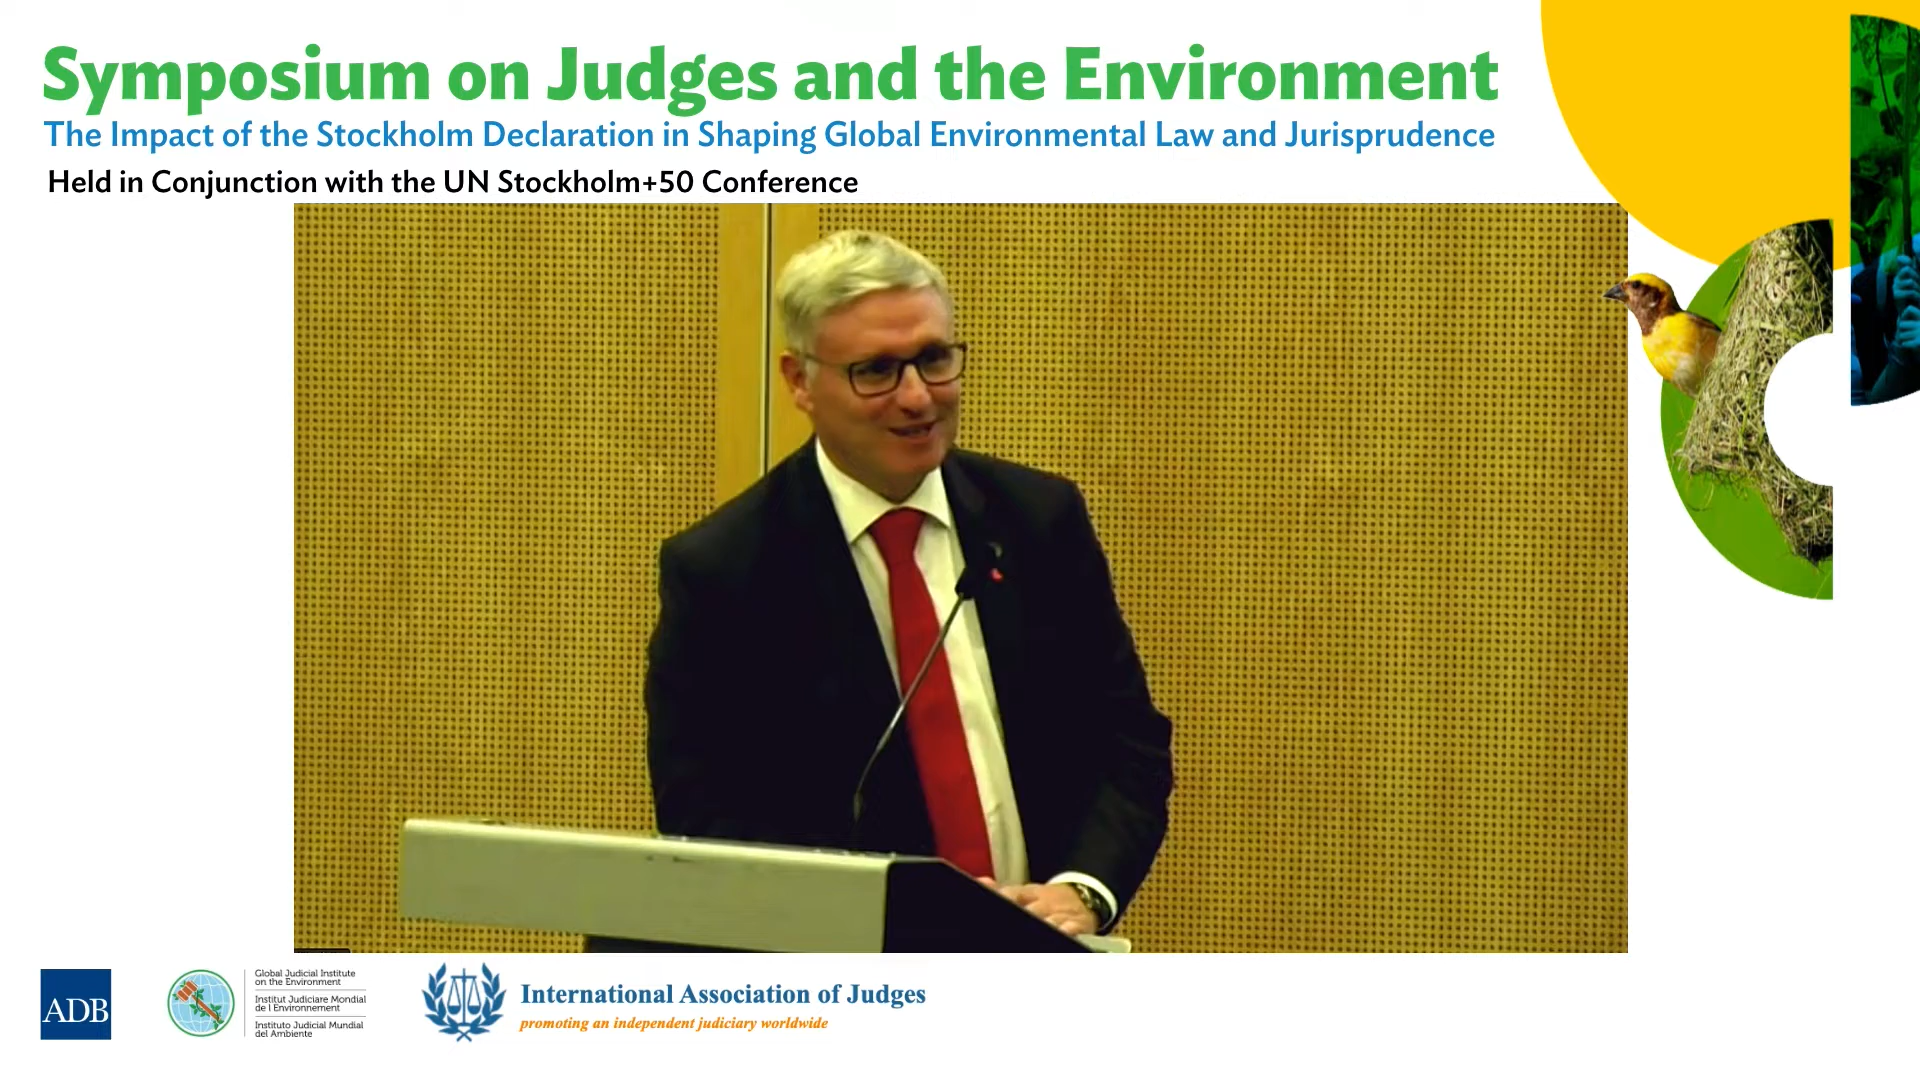 Symposium on Judges and the Environment
The Impact of the Stockholm Declaration in Shaping Global Environmental Law and Jurisprudence
Held in Conjunction with the UN Stockholm+50 Conference
ADB
Global Judicial Institute
on the Environment
Institut Judiciare Mondial
de l Environnement
Instituto Judicial Mundial
del Ambiente
International Association of Judges
promoting an independent judiciary worldwide